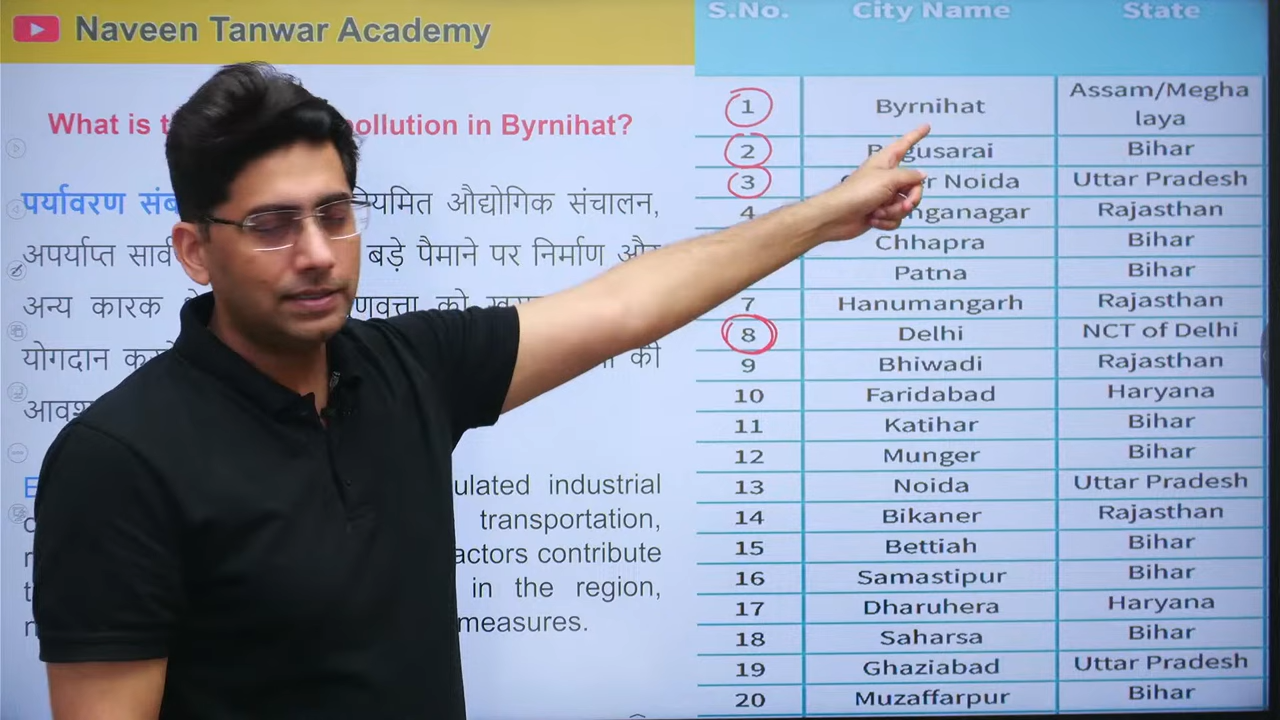 Naveen Tanwar Academy
What is t pollution in Byrnihat?
पर्यावरण संब यमित औद्योगिक संचालन,
अपर्याप्त सार्व बड़े पैमाने पर निर्माण और
अन्य कारक को
योगदान की
ulated industrial
transportation,
actors contribute
in the region,
measures.
S.No. City Name State
1 Byrnihat Assam/Megha
laya
2 Begusarai Bihar
3 Noida Uttar Pradesh
4 nganagar Rajasthan
Chhapra Bihar
Patna Bihar
7 Hanumangarh Rajasthan
8 Delhi NCT of Delhi
9 Bhiwadi Rajasthan
10 Faridabad Haryana
11 Katihar Bihar
12 Munger Bihar
13 Noida Uttar Pradesh
14 Bikaner Rajasthan
15 Bettiah Bihar
16 Samastipur Bihar
17 Dharuhera Haryana
18 Saharsa Bihar
19 Ghaziabad Uttar Pradesh
20 Muzaffarpur Bihar